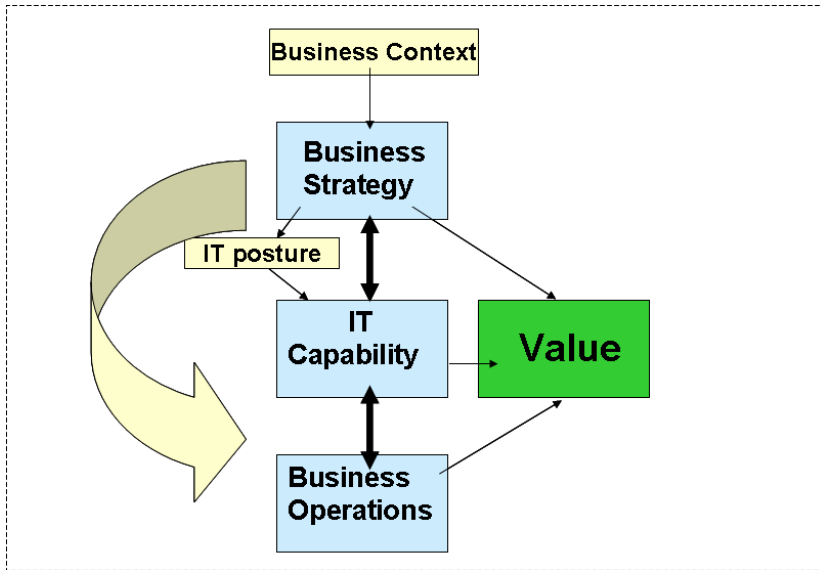 Business Context
Business
Strategy
IT posture
IT
Capability
Value
Business
Operations